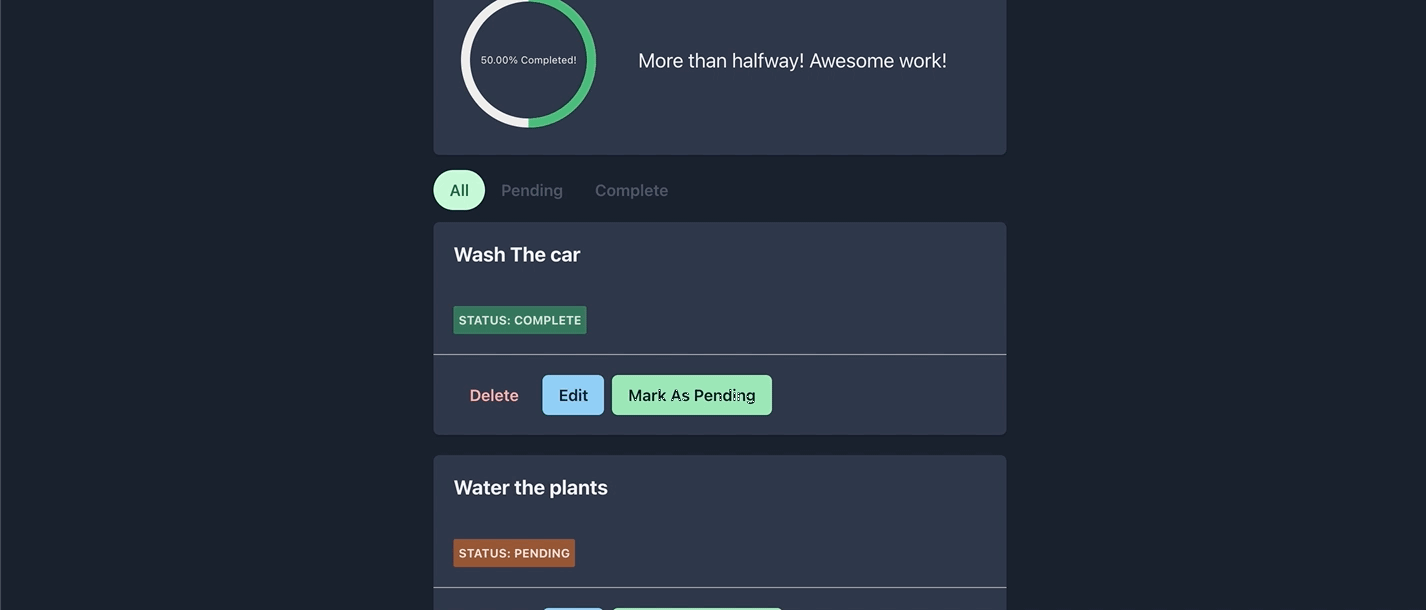 50.00% Completed!
More than halfway! Awesome work!
All Pending Complete
Wash The car
STATUS: COMPLETE
Delete Edit Mark As Pending
Water the plants
STATUS: PENDING